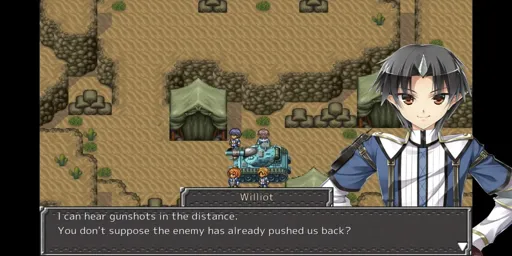 Williot
I can hear gunshots in the distance.
You don't suppose the enemy has already pushed us back?